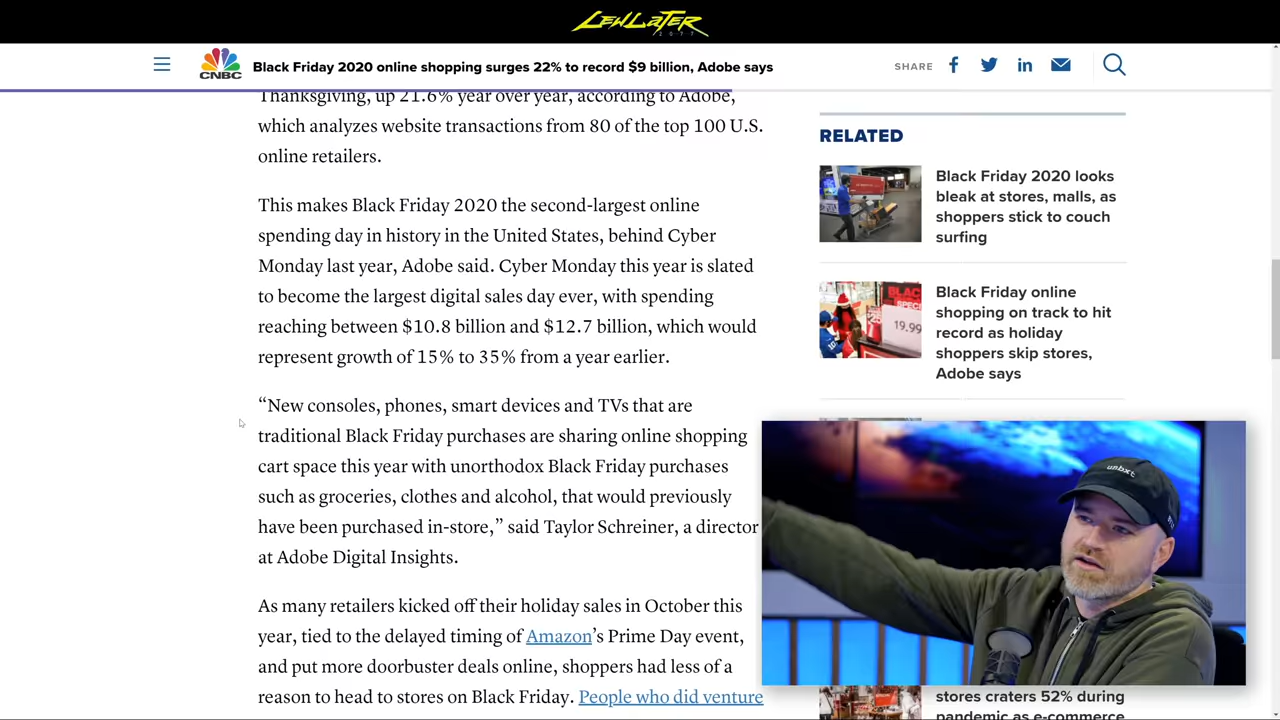 LEWLATER
2077
CNBC
Black Friday 2020 online shopping surges 22% to record $9 billion, Adobe says
SHARE
Thanksgiving, up 21.6% year over year, according to Adobe,
which analyzes website transactions from 80 of the top 100 U.S.
online retailers.
This makes Black Friday 2020 the second-largest online
spending day in history in the United States, behind Cyber
Monday last year, Adobe said. Cyber Monday this year is slated
to become the largest digital sales day ever, with spending
reaching between $10.8 billion and $12.7 billion, which would
represent growth of 15% to 35% from a year earlier.
“New consoles, phones, smart devices and TVs that are
traditional Black Friday purchases are sharing online shopping
cart space this year with unorthodox Black Friday purchases
such as groceries, clothes and alcohol, that would previously
have been purchased in-store,” said Taylor Schreiner, a director
at Adobe Digital Insights.
As many retailers kicked off their holiday sales in October this
year, tied to the delayed timing of Amazon’s Prime Day event,
and put more doorbuster deals online, shoppers had less of a
reason to head to stores on Black Friday. People who did venture
RELATED
Black Friday 2020 looks
bleak at stores, malls, as
shoppers stick to couch
surfing
19.99
Black Friday online
shopping on track to hit
record as holiday
shoppers skip stores,
Adobe says
unbxt
stores craters 52% during
pandemic as e-commerce